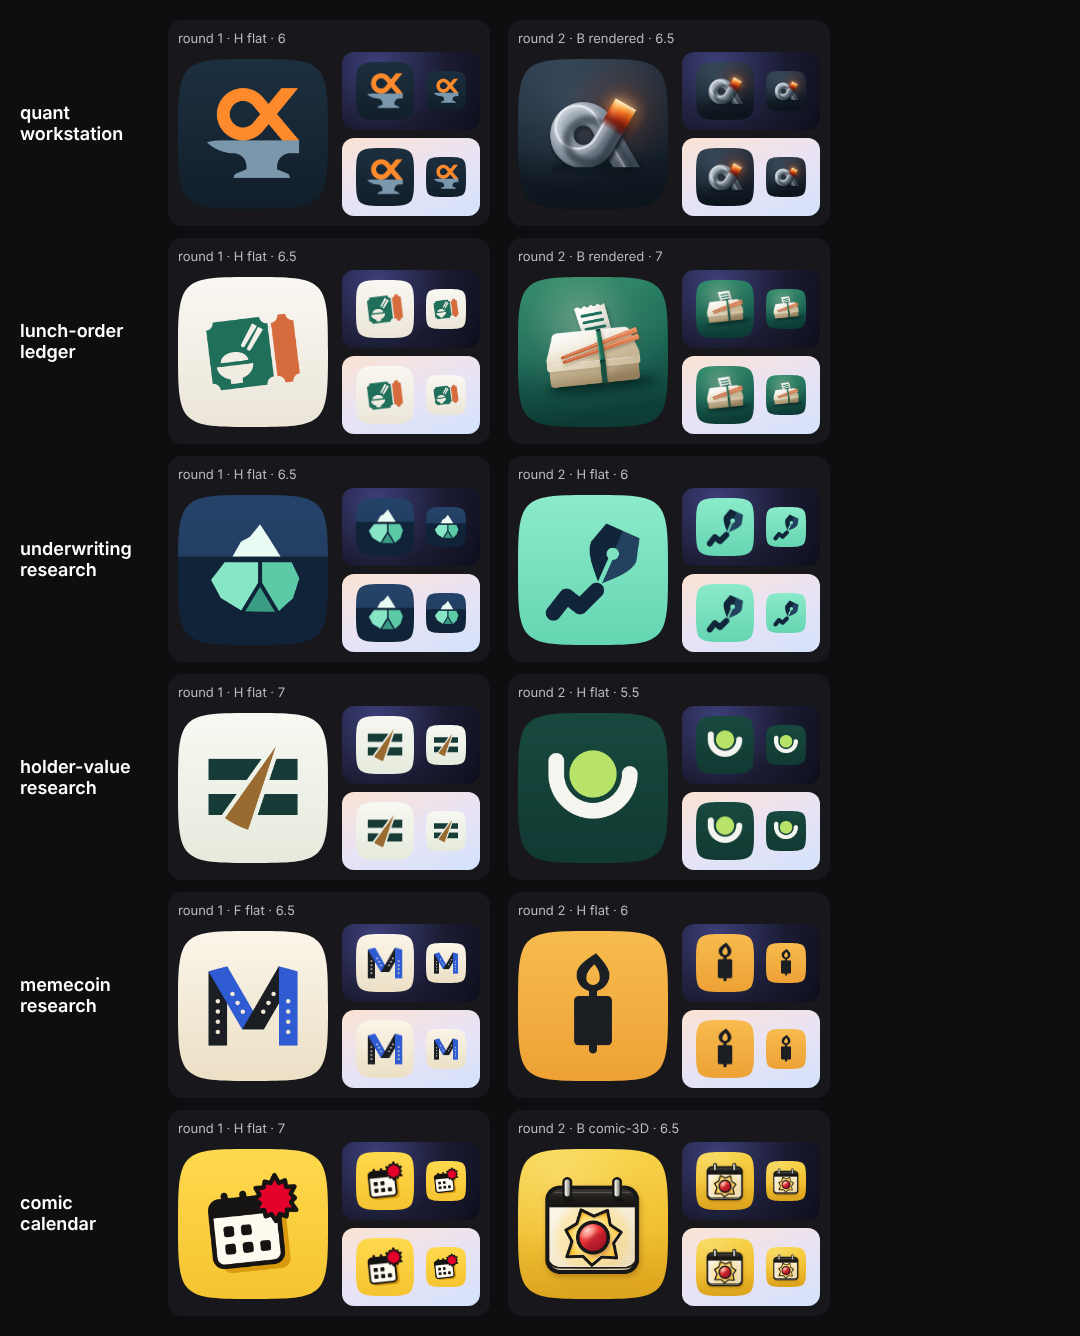 round 1 · H flat · 6
round 2 · B rendered · 6.5
quant
workstation
round 1 · H flat · 6.5
round 2 · B rendered · 7
lunch-order
ledger
round 1 · H flat · 6.5
round 2 · H flat · 6
underwriting
research
round 1 · H flat · 7
round 2 · H flat · 5.5
holder-value
research
round 1 · F flat · 6.5
round 2 · H flat · 6
memecoin
research
round 1 · H flat · 7
round 2 · B comic-3D · 6.5
comic
calendar